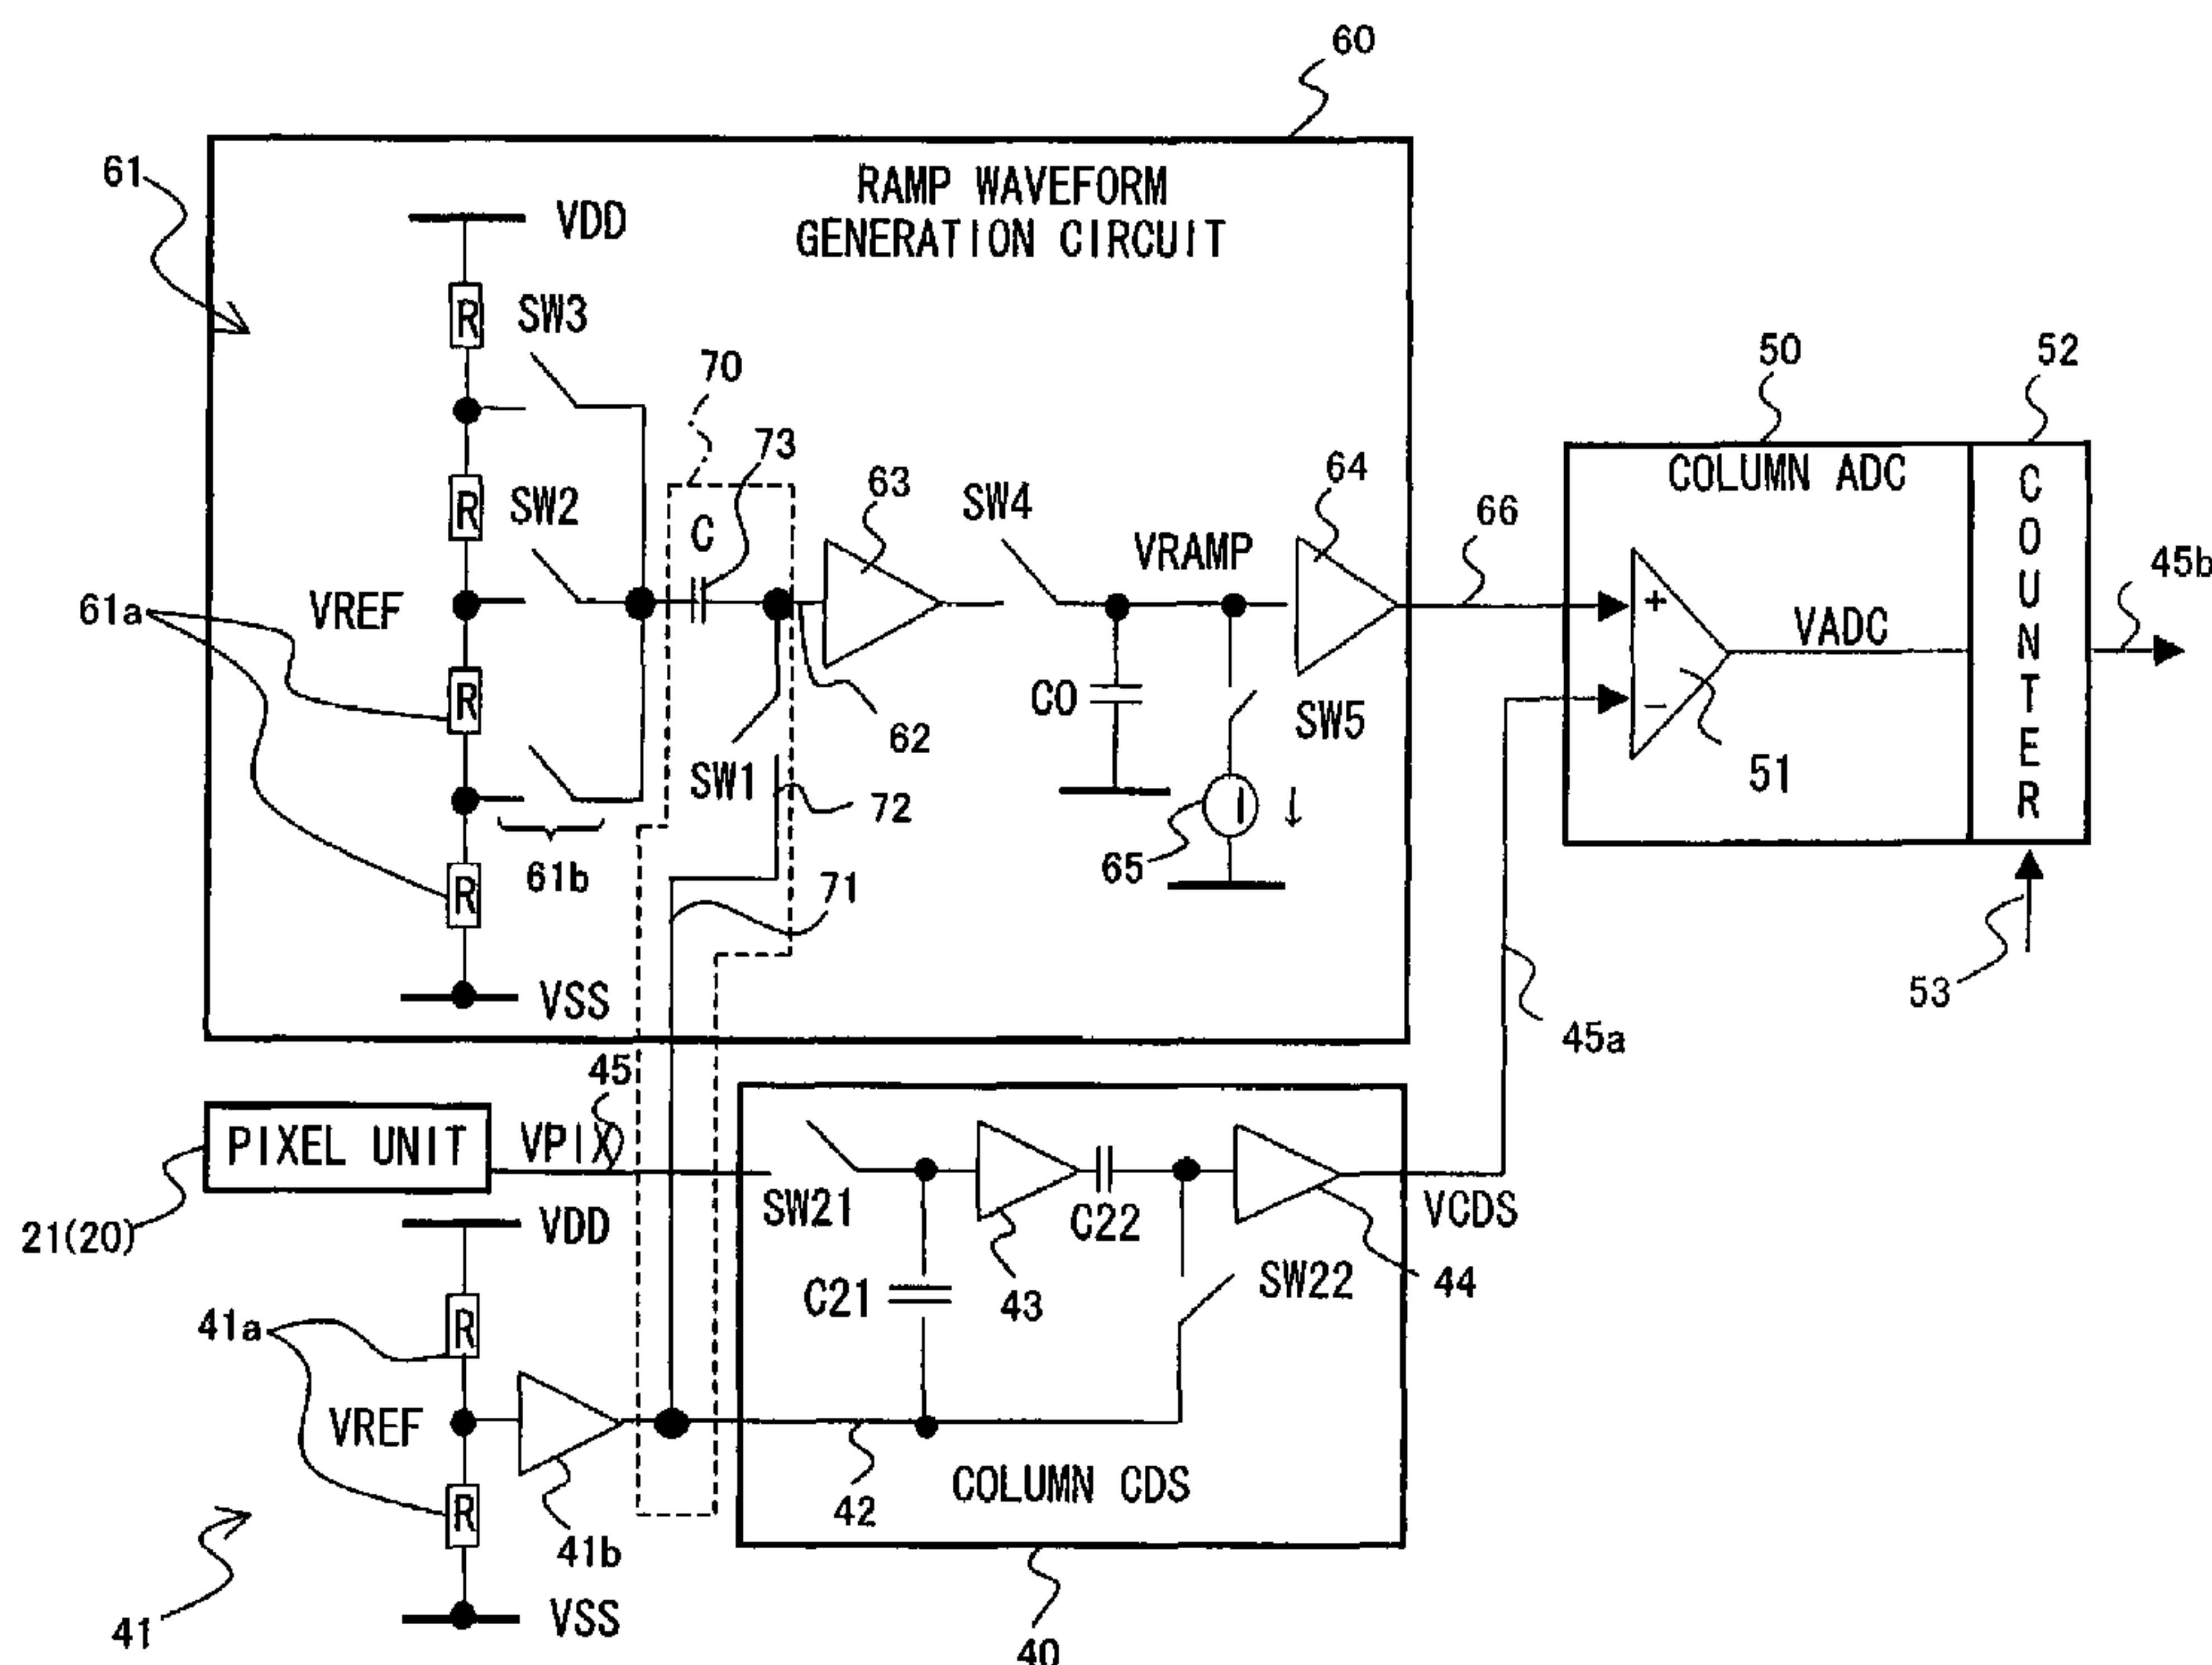 60
61
RAMP WAVEFORM
GENERATION CIRCUIT
VDD
R
SW3
70
73
50
52
R
SW2
C
63
SW4
64
66
COLUMN ADC
COUNTER
VRAMP
45b
61a
VREF
+
VADC
R
C0
SW5
−
62
SW1
51
72
65
61b
71
R
53
VSS
45a
45
PIXEL UNIT
VPIX
21(20)
VDD
SW21
C22
VCDS
C21
43
SW22
44
41a
R
VREF
R
42
COLUMN CDS
41b
VSS
41
40